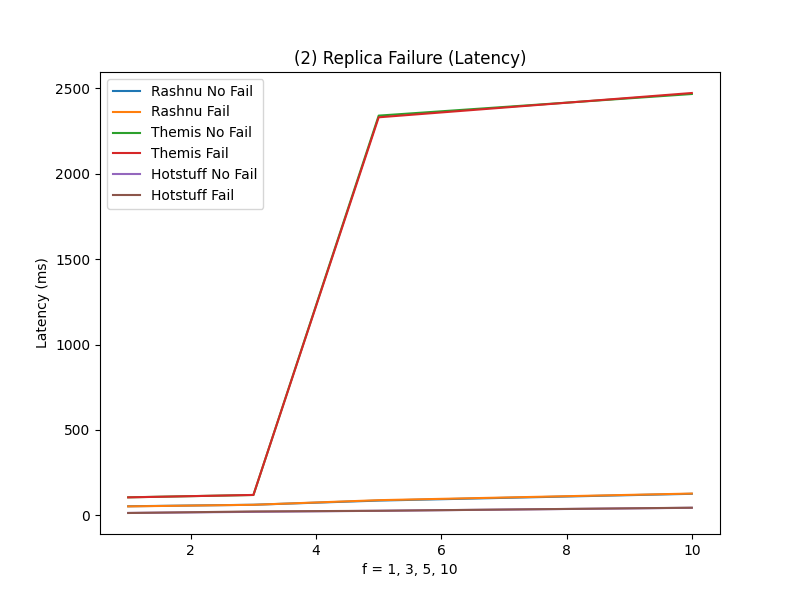 (2) Replica Failure (Latency)
Rashnu No Fail
Rashnu Fail
Themis No Fail
Themis Fail
Hotstuff No Fail
Hotstuff Fail
2500
2000
1500
1000
500
0
Latency (ms)
2 4 6 8 10
f = 1, 3, 5, 10